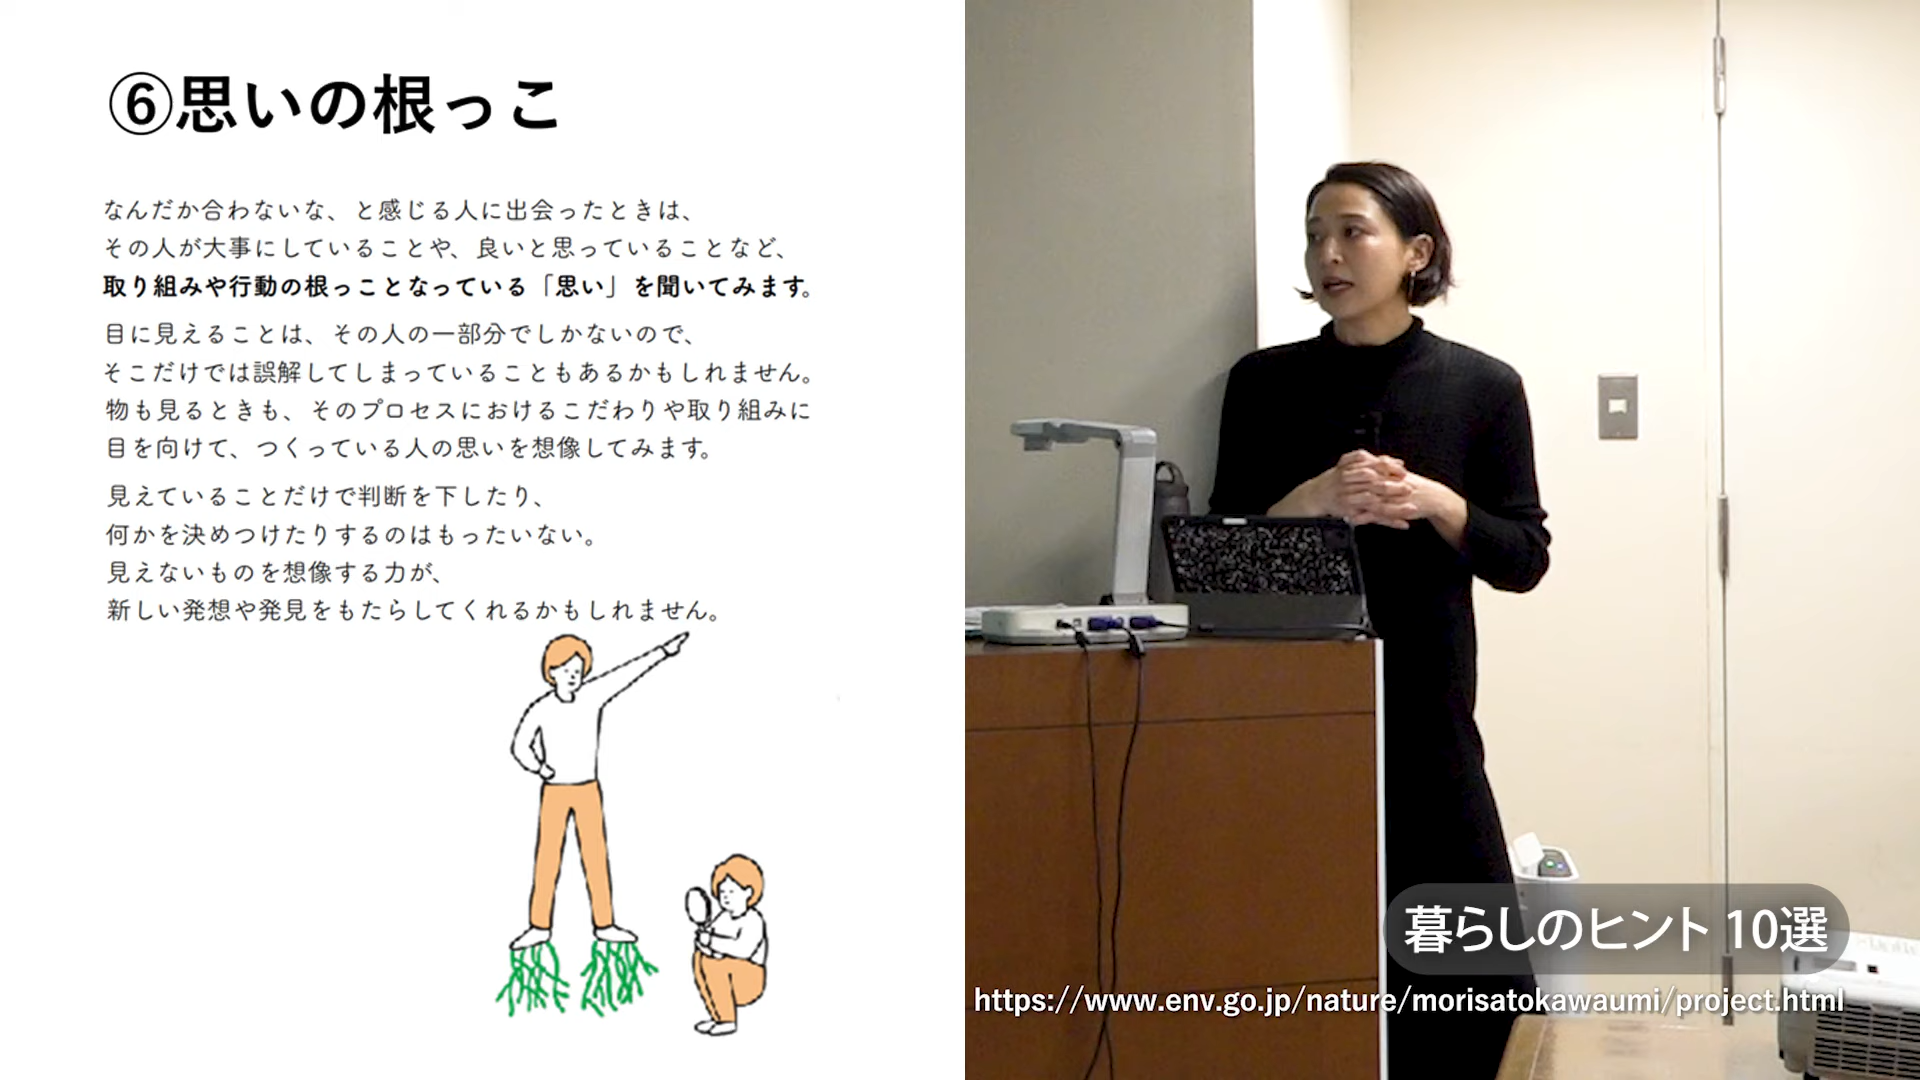 ⑥思いの根っこ
なんだか合わないな、と感じる人に出会ったときは、
その人が大事にしていることや、良いと思っていることなど、
取り組みや行動の根っことなっている「思い」を聞いてみます。
目に見えることは、その人の一部分でしかないので、
そこだけでは誤解してしまっていることもあるかもしれません。
物も見るときも、そのプロセスにおけるこだわりや取り組みに
目を向けて、つくっている人の思いを想像してみます。
見えていることだけで判断を下したり、
何かを決めつけたりするのはもったいない。
見えないものを想像する力が、
新しい発想や発見をもたらしてくれるかもしれません。
暮らしのヒント 10選
https://www.env.go.jp/nature/morisatokawaumi/project.html